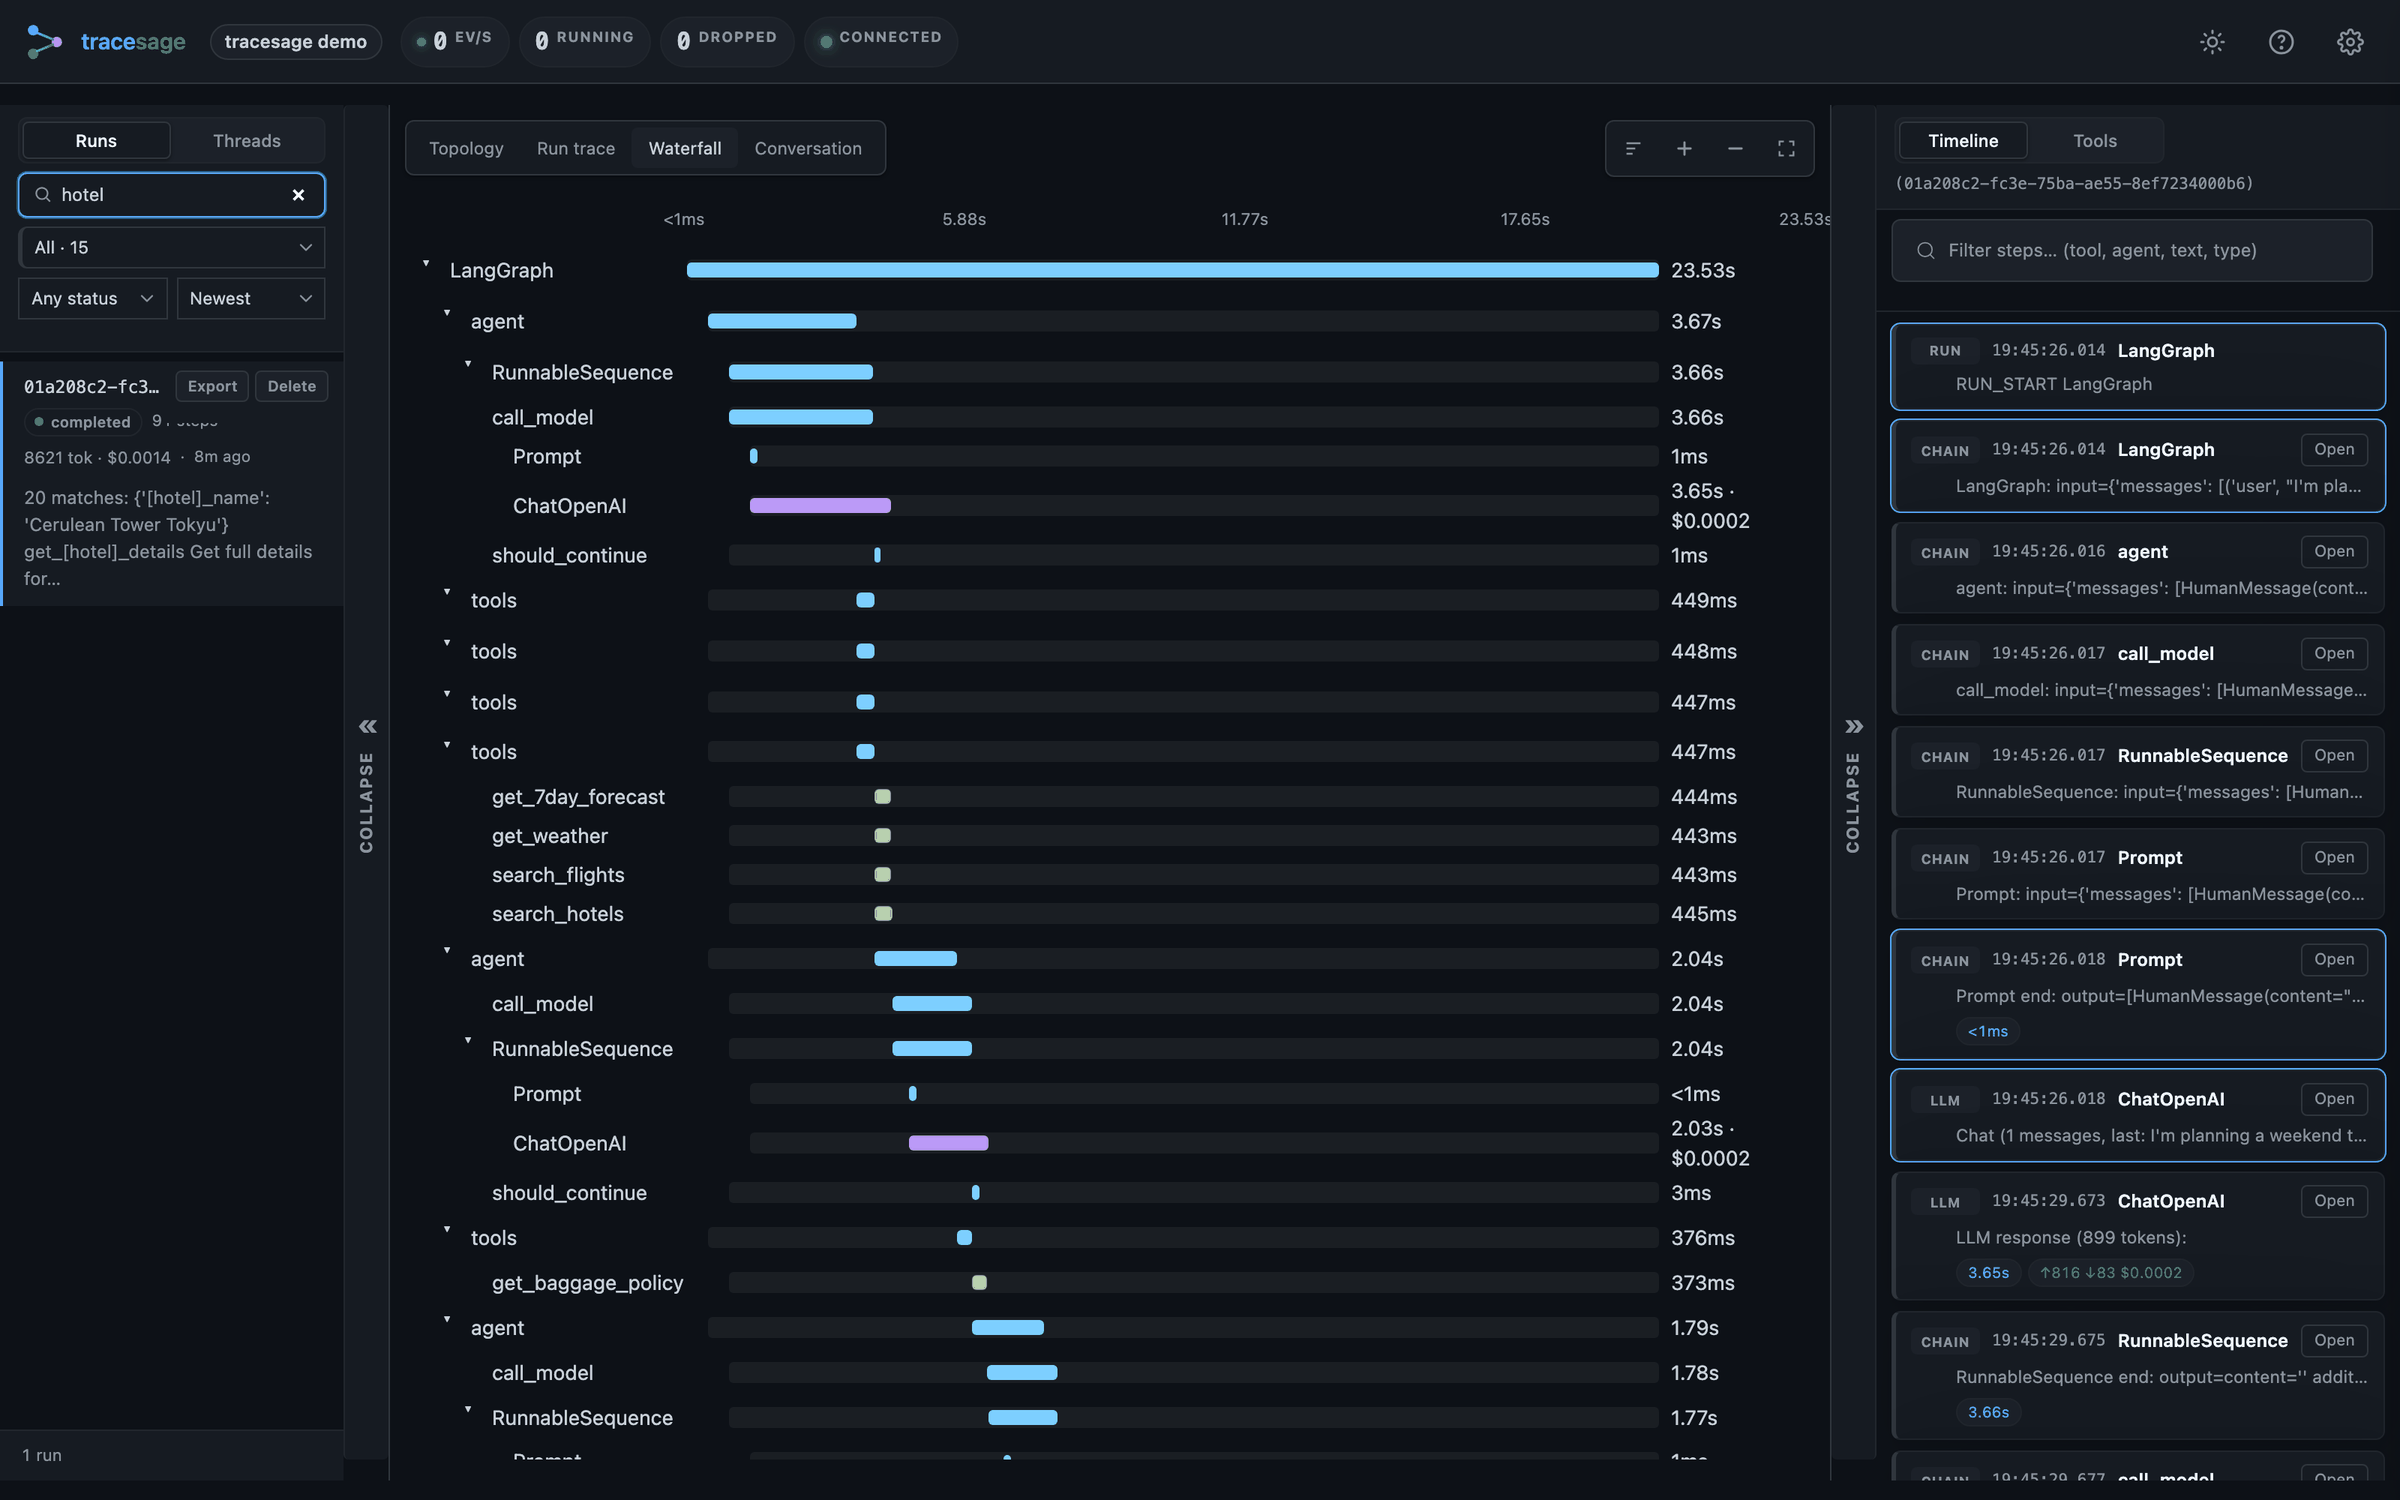 tracesage
tracesage demo
0 EV/S
0 RUNNING
0 DROPPED
CONNECTED
Runs
Threads
hotel
All · 15
Any status
Newest
01a208c2-fc3…
Export
Delete
completed
8621 tok · $0.0014 · 8m ago
20 matches: {'[hotel]_name':
'Cerulean Tower Tokyu'}
get_[hotel]_details Get full details
for...
1 run
COLLAPSE
Topology
Run trace
Waterfall
Conversation
<1ms
5.88s
11.77s
17.65s
23.53s
LangGraph 23.53s
agent 3.67s
RunnableSequence 3.66s
call_model 3.66s
Prompt 1ms
ChatOpenAI 3.65s · $0.0002
should_continue 1ms
tools 449ms
tools 448ms
tools 447ms
tools 447ms
get_7day_forecast 444ms
get_weather 443ms
search_flights 443ms
search_hotels 445ms
agent 2.04s
call_model 2.04s
RunnableSequence 2.04s
Prompt <1ms
ChatOpenAI 2.03s · $0.0002
should_continue 3ms
tools 376ms
get_baggage_policy 373ms
agent 1.79s
call_model 1.78s
RunnableSequence 1.77s
Prompt 1ms
COLLAPSE
Timeline
Tools
(01a208c2-fc3e-75ba-ae55-8ef7234000b6)
Filter steps... (tool, agent, text, type)
RUN 19:45:26.014 LangGraph
RUN_START LangGraph
CHAIN 19:45:26.014 LangGraph Open
LangGraph: input={'messages': [('user', "I'm pla...
CHAIN 19:45:26.016 agent Open
agent: input={'messages': [HumanMessage(cont...
CHAIN 19:45:26.017 call_model Open
call_model: input={'messages': [HumanMessage...
CHAIN 19:45:26.017 RunnableSequence Open
RunnableSequence: input={'messages': [Human...
CHAIN 19:45:26.017 Prompt Open
Prompt: input={'messages': [HumanMessage(co...
CHAIN 19:45:26.018 Prompt Open
Prompt end: output=[HumanMessage(content="...
<1ms
LLM 19:45:26.018 ChatOpenAI Open
Chat (1 messages, last: I'm planning a weekend t...
LLM 19:45:29.673 ChatOpenAI Open
LLM response (899 tokens):
3.65s ↑816 ↓83 $0.0002
CHAIN 19:45:29.675 RunnableSequence Open
RunnableSequence end: output=content='' addit...
3.66s
CHAIN 19:45:29.677 call_model Open